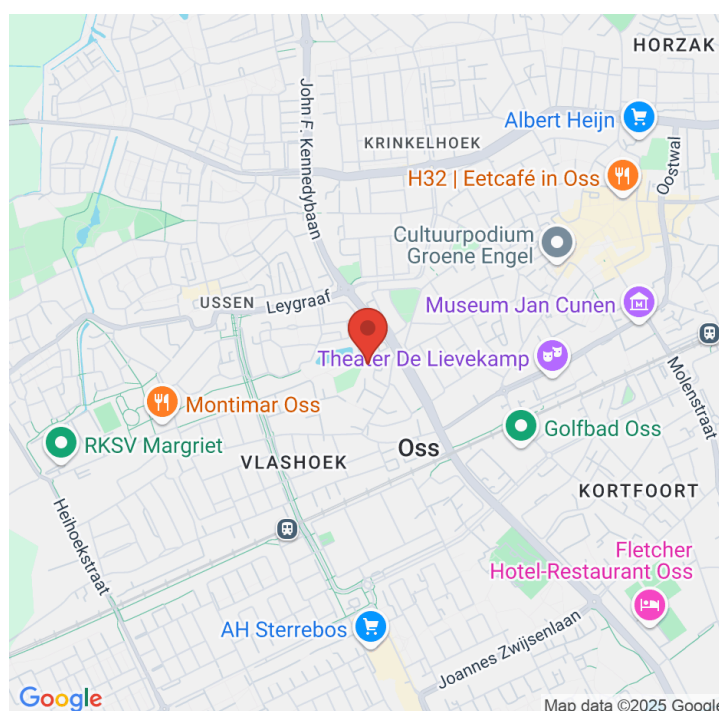 HORZAK
John F. Kennedybaan
Albert Heijn
KRINKELHOEK
Oostwal
H32 | Eetcafé in Oss
Cultuurpodium
Groene Engel
USSEN
Leygraaf
Museum Jan Cunen
Theater De Lievekamp
Molenstraat
Montimar Oss
Golfbad Oss
RKSV Margriet
Oss
VLASHOEK
KORTFOORT
Heihoekstraat
Fletcher
Hotel-Restaurant Oss
AH Sterrebos
Joannes Zwijsenlaan
Google
Map data ©2025 Google